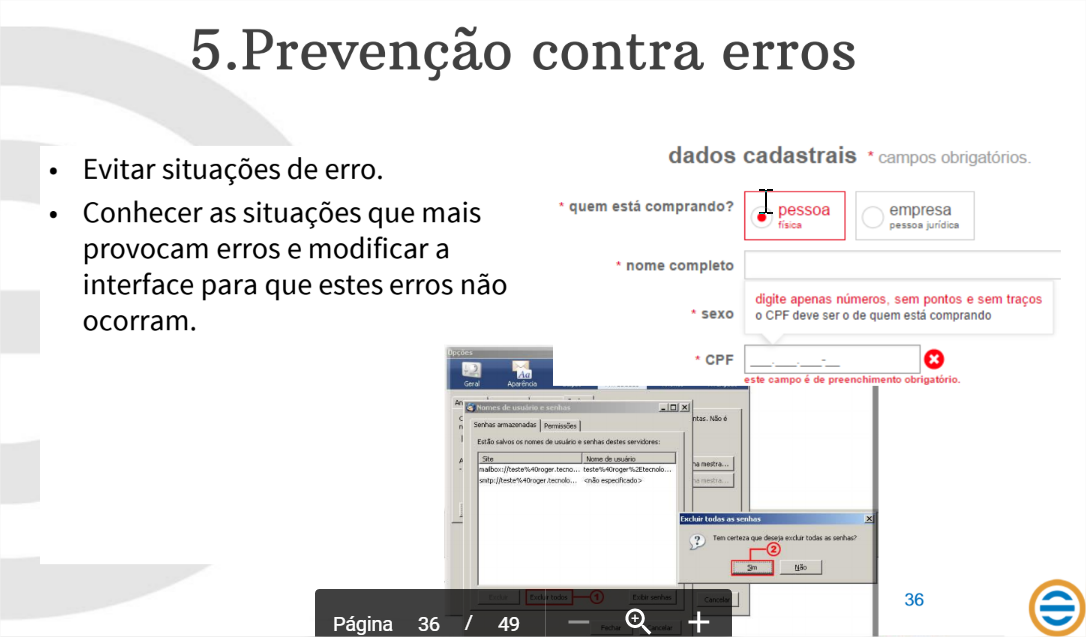 5.Prevenção contra erros
• Evitar situações de erro.
• Conhecer as situações que mais
provocam erros e modificar a
interface para que estes erros não
ocorram.
dados cadastrais * campos obrigatórios.
* quem está comprando?
pessoa
física
empresa
pessoa jurídica
* nome completo
digite apenas números, sem pontos e sem traços
o CPF deve ser o de quem está comprando
* sexo
* CPF ___.___.___-__
este campo é de preenchimento obrigatório.
Opções
Geral
Aparência
Nomes de usuário e senhas
Senhas armazenadas
Permissões
Estão salvos os nomes de usuário e senhas destes servidores:
Site
Nome de usuário
mailbox://teste%40roger.tecno... teste%40roger%2Etecnolo...
smtp://teste%40roger.tecnolo... <não especificado>
ntas. Não é
a mestra...
a mestra...
Excluir todas as senhas
Tem certeza que deseja excluir todas as senhas?
2
Sim
Não
Excluir
Excluir todas
1
Exibir senhas
Cancelar
Fechar
Cancelar
Página 36 / 49
36